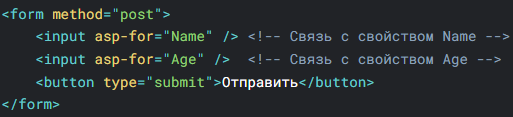 <form method="post">
    <input asp-for="Name" /> <!-- Связь с свойством Name -->
    <input asp-for="Age" />  <!-- Связь с свойством Age -->
    <button type="submit">Отправить</button>
</form>